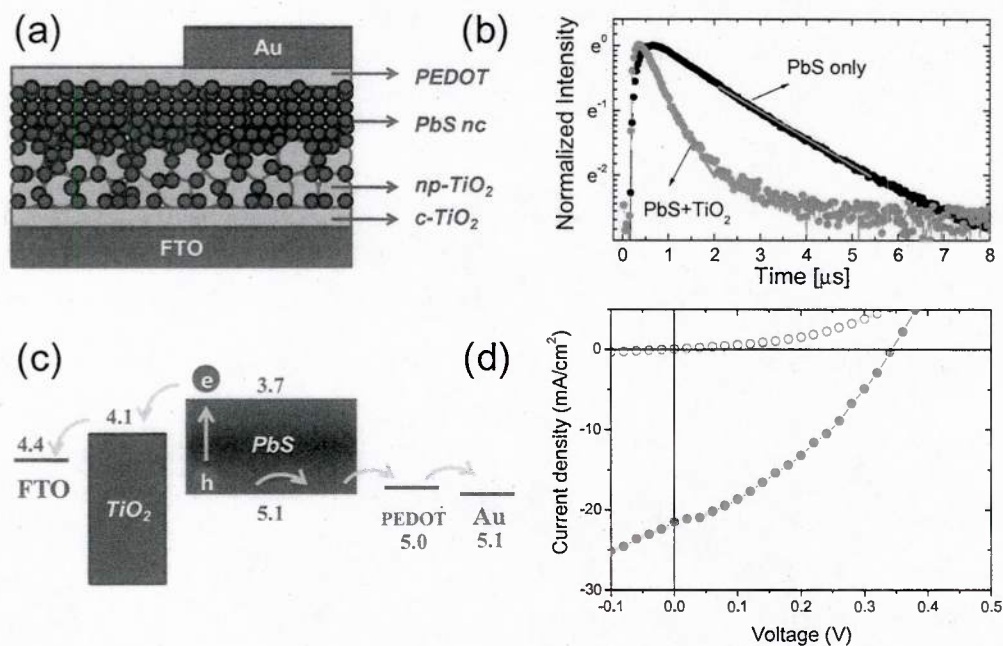 (a)
Au
PEDOT
PbS nc
np-TiO₂
c-TiO₂
FTO
(b)
Normalized Intensity
e⁰
e⁻¹
e⁻²
PbS only
PbS+TiO₂
0 1 2 3 4 5 6 7 8
Time [µs]
(c)
e
3.7
4.1
4.4
FTO
TiO₂
PbS
h
5.1
PEDOT
5.0
Au
5.1
(d)
Current density (mA/cm²)
0
-10
-20
-30
-0.1 0.0 0.1 0.2 0.3 0.4 0.5
Voltage (V)